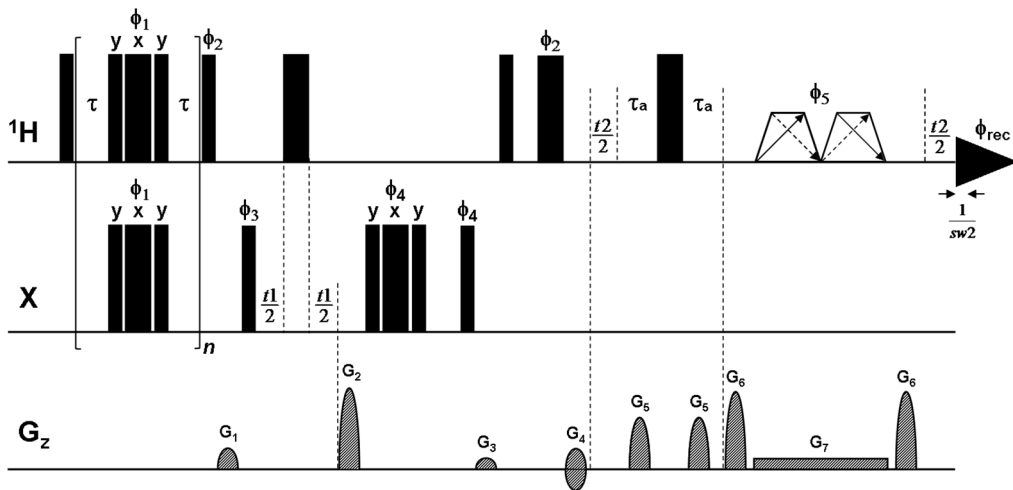 ϕ1 ϕ2 ϕ2
y x y
τ τ t2/2 τa τa ϕ5 t2/2 ϕrec
1H
1/sw2
ϕ1 ϕ3 ϕ4 ϕ4
y x y y x y
t1/2 t1/2
X
n
G1 G2 G3 G4 G5 G5 G6 G7 G6
Gz